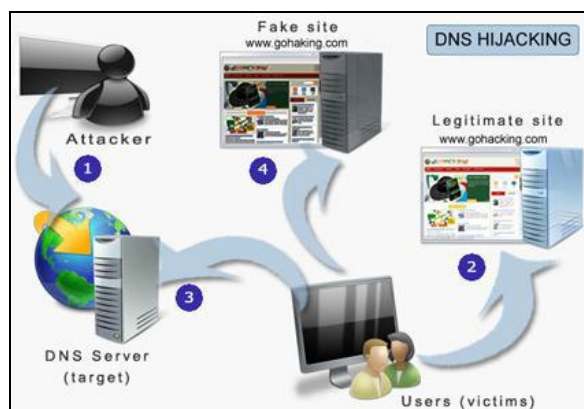 Fake site
www.gohaking.com
DNS HIJACKING
Attacker
Legitimate site
www.gohacking.com
1
4
2
3
DNS Server
(target)
Users (victims)